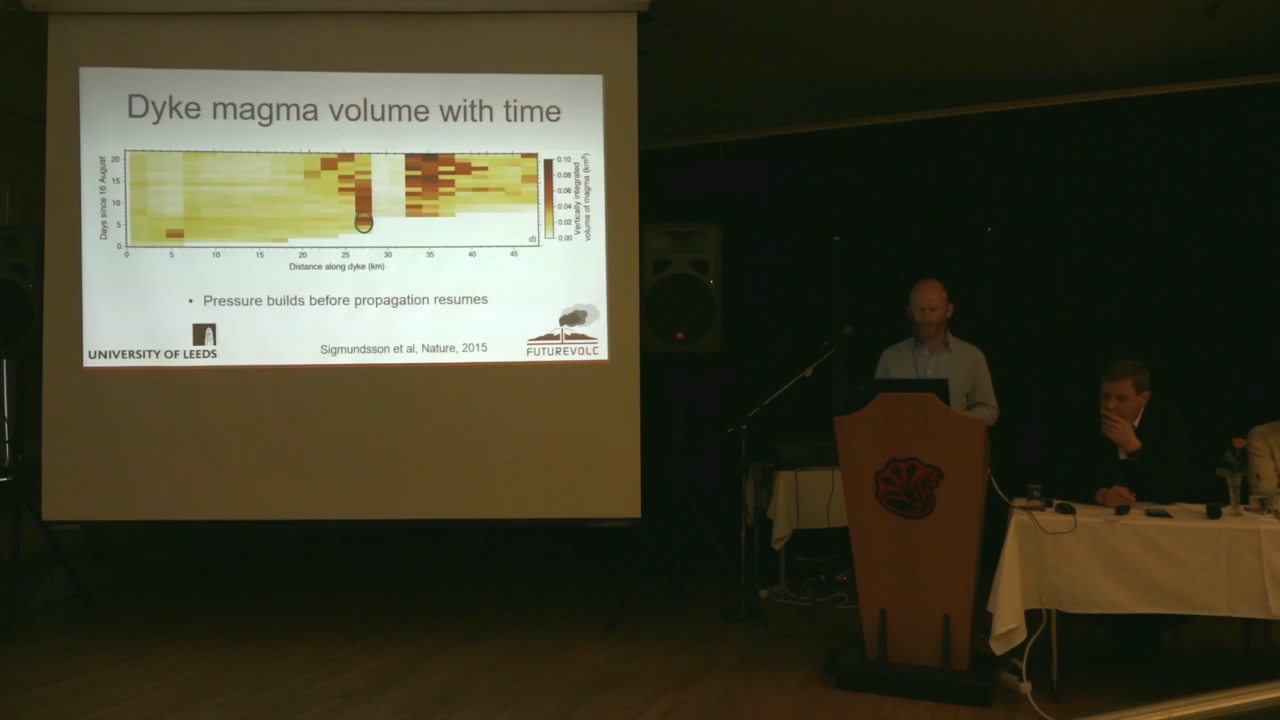 Dyke magma volume with time
Days since 16 August
20
15
10
5
0
0
5
10
15
20
25
30
35
40
45
Distance along dyke (km)
d)
0.10
0.08
0.06
0.04
0.02
0.00
Vertically integrated
volume of magma (km³)
• Pressure builds before propagation resumes
UNIVERSITY OF LEEDS
Sigmundsson et al, Nature, 2015
FUTUREVOLC